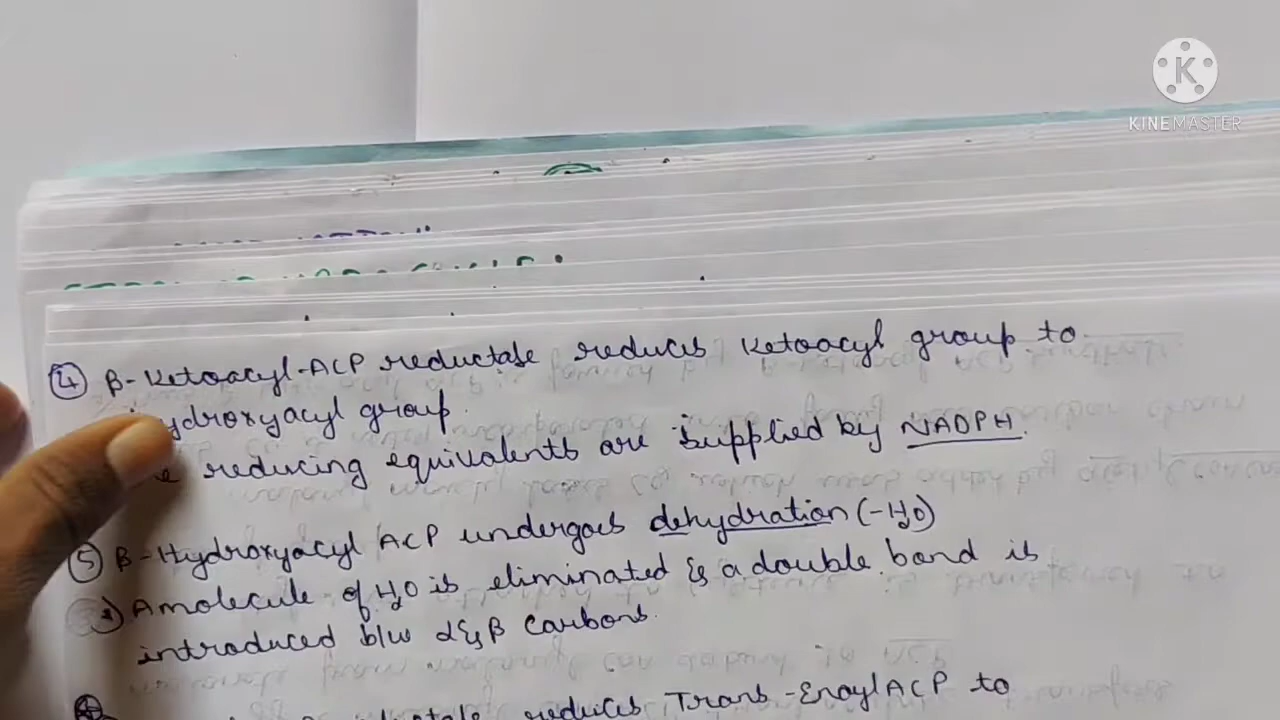 KINEMASTER
④ β-Ketoacyl-ACP reductase reduces Ketoacyl group to
ydroxyacyl group.
e reducing equivalents are supplied by NADPH.
⑤ β-Hydroxyacyl ACP undergoes dehydration (-H₂O)
A molecule of H₂O is eliminated & a double bond is
introduced b/w α & β carbons.
reduces Trans-Enoyl ACP to